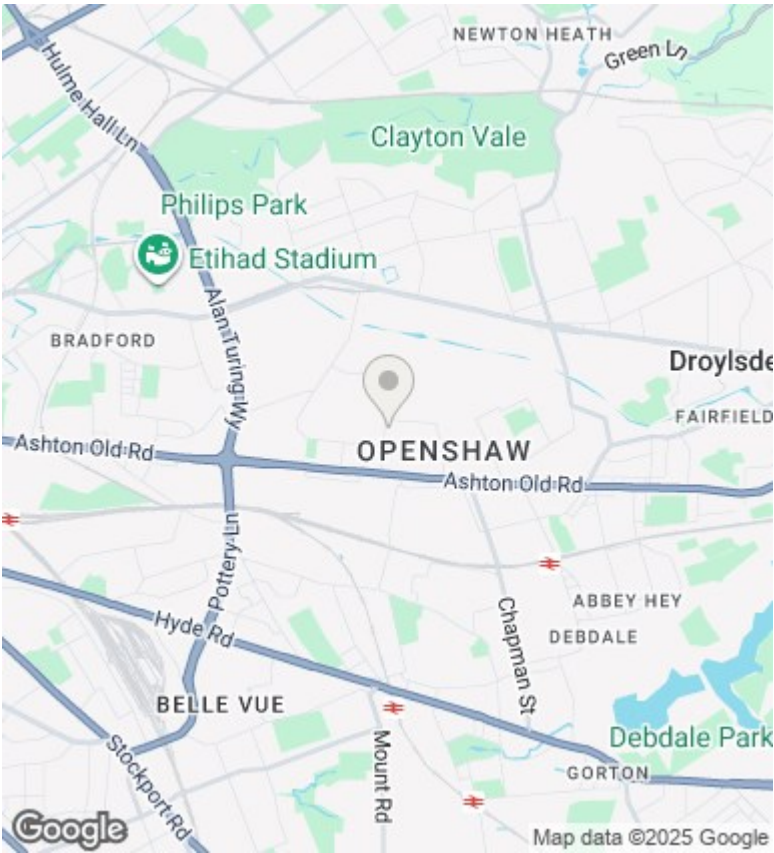 NEWTON HEATH
Green Ln
Hulme Hall Ln
Clayton Vale
Philips Park
Etihad Stadium
Alan Turing Wy
BRADFORD
Droylsde
FAIRFIELD
OPENSHAW
Ashton Old Rd
Ashton Old Rd
Pottery Ln
Hyde Rd
Chapman St
ABBEY HEY
DEBDALE
BELLE VUE
Stockport Rd
Mount Rd
Debdale Park
GORTON
Google
Map data ©2025 Google